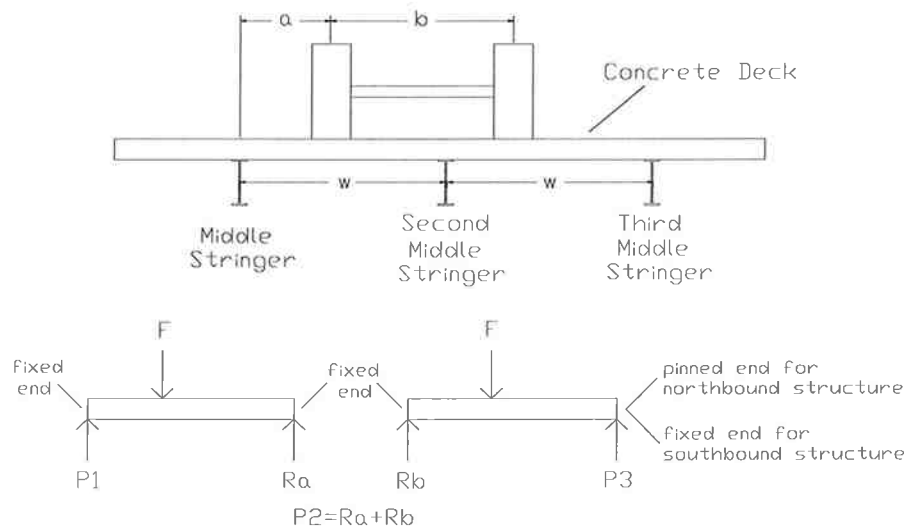 a
b
Concrete Deck
w
w
Middle
Stringer
Second
Middle
Stringer
Third
Middle
Stringer
F
F
fixed
end
fixed
end
pinned end for
northbound structure
fixed end for
southbound structure
P1
Ra
Rb
P3
P2=Ra+Rb